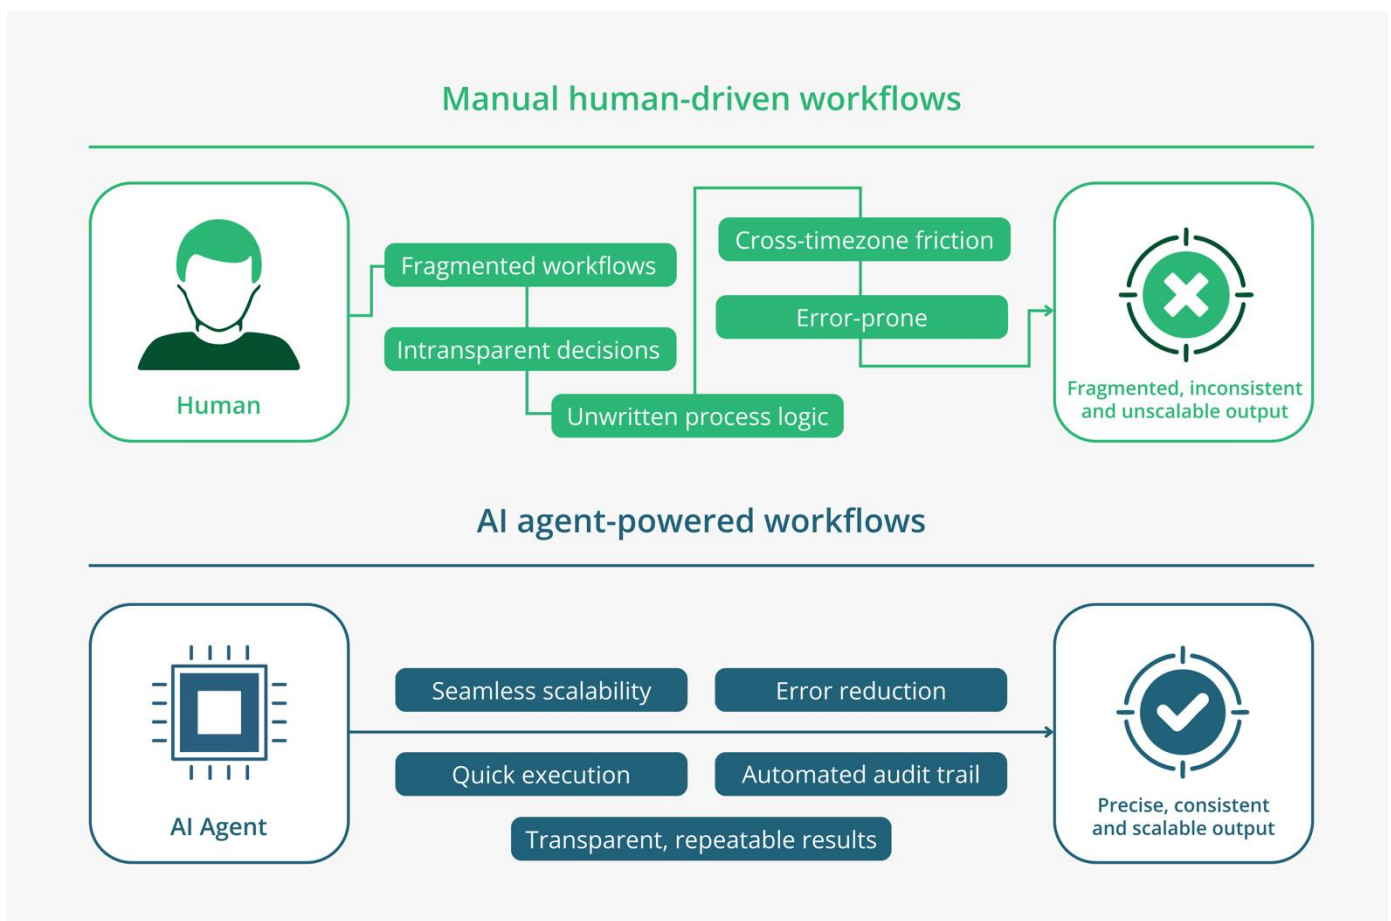 Manual human-driven workflows
Human
Fragmented workflows
Intransparent decisions
Unwritten process logic
Cross-timezone friction
Error-prone
Fragmented, inconsistent
and unscalable output
AI agent-powered workflows
AI Agent
Seamless scalability
Error reduction
Quick execution
Automated audit trail
Transparent, repeatable results
Precise, consistent
and scalable output